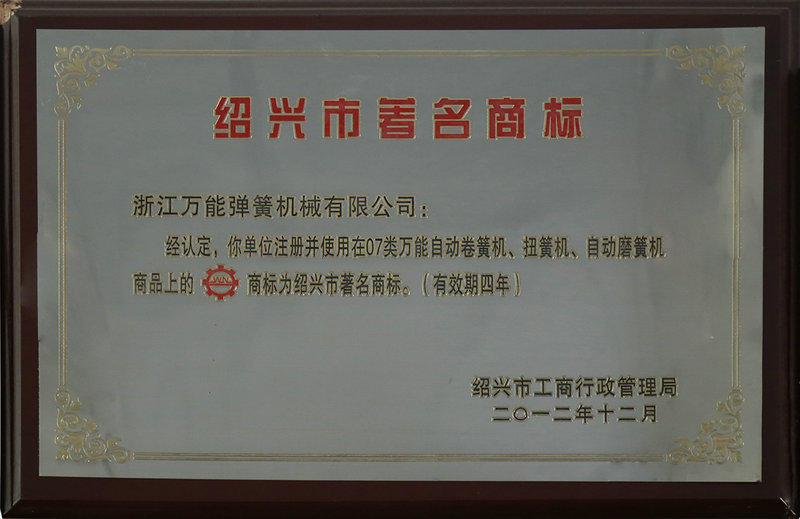 绍兴市著名商标
浙江万能弹簧机械有限公司：
经认定，你单位注册并使用在07类万能自动卷簧机、扭簧机、自动磨簧机
商品上的 WN 商标为绍兴市著名商标。（有效期四年）
绍兴市工商行政管理局
二〇一二年十二月